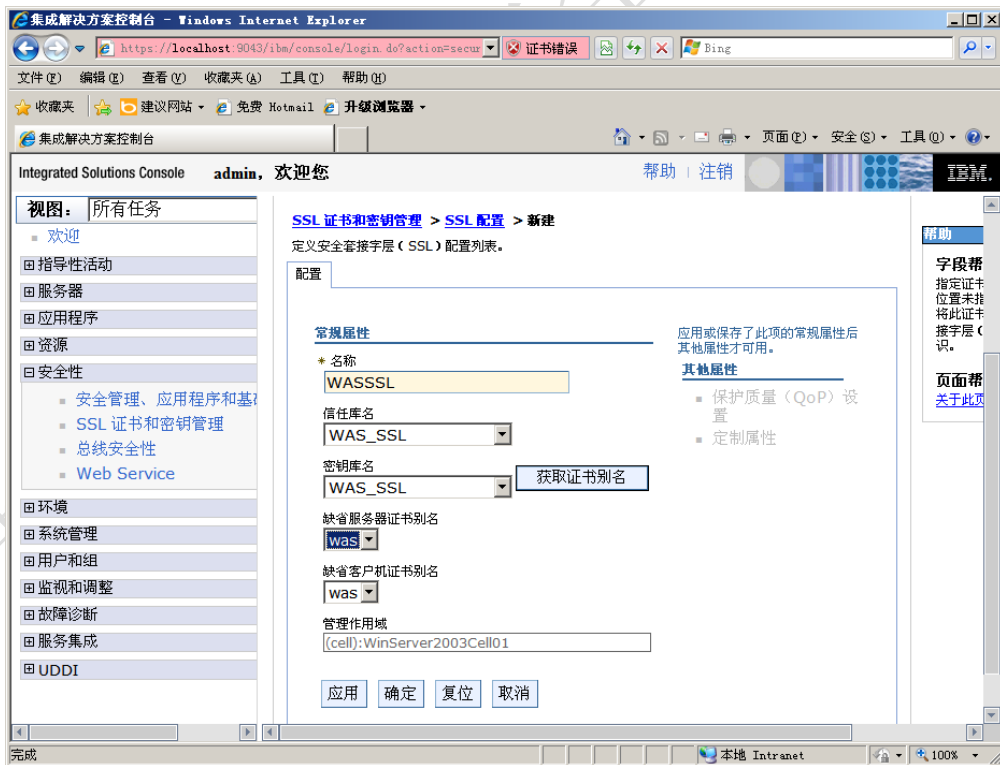 集成解决方案控制台 - Windows Internet Explorer
https://localhost:9043/ibm/console/login.do?action=secur
证书错误
Bing
文件(F) 编辑(E) 查看(V) 收藏夹(A) 工具(T) 帮助(H)
收藏夹 建议网站 免费 Hotmail 升级浏览器
集成解决方案控制台
页面(P) 安全(S) 工具(O)
Integrated Solutions Console admin, 欢迎您
帮助 | 注销
IBM.
视图: 所有任务
欢迎
指导性活动
服务器
应用程序
资源
安全性
安全管理、应用程序和基
SSL 证书和密钥管理
总线安全性
Web Service
环境
系统管理
用户和组
监视和调整
故障诊断
服务集成
UDDI
SSL 证书和密钥管理 > SSL 配置 > 新建
定义安全套接字层(SSL)配置列表。
配置
常规属性
* 名称
WASSSL
信任库名
WAS_SSL
密钥库名
WAS_SSL
获取证书别名
缺省服务器证书别名
was
缺省客户机证书别名
was
管理作用域
(cell):WinServer2003Cell01
应用 确定 复位 取消
应用或保存了此项的常规属性后
其他属性才可用。
其他属性
保护质量(QoP)设
置
定制属性
帮助
字段帮
指定证书
位置未指
将此证书
接字层(
识。
页面帮
关于此页
完成
本地 Intranet
100%